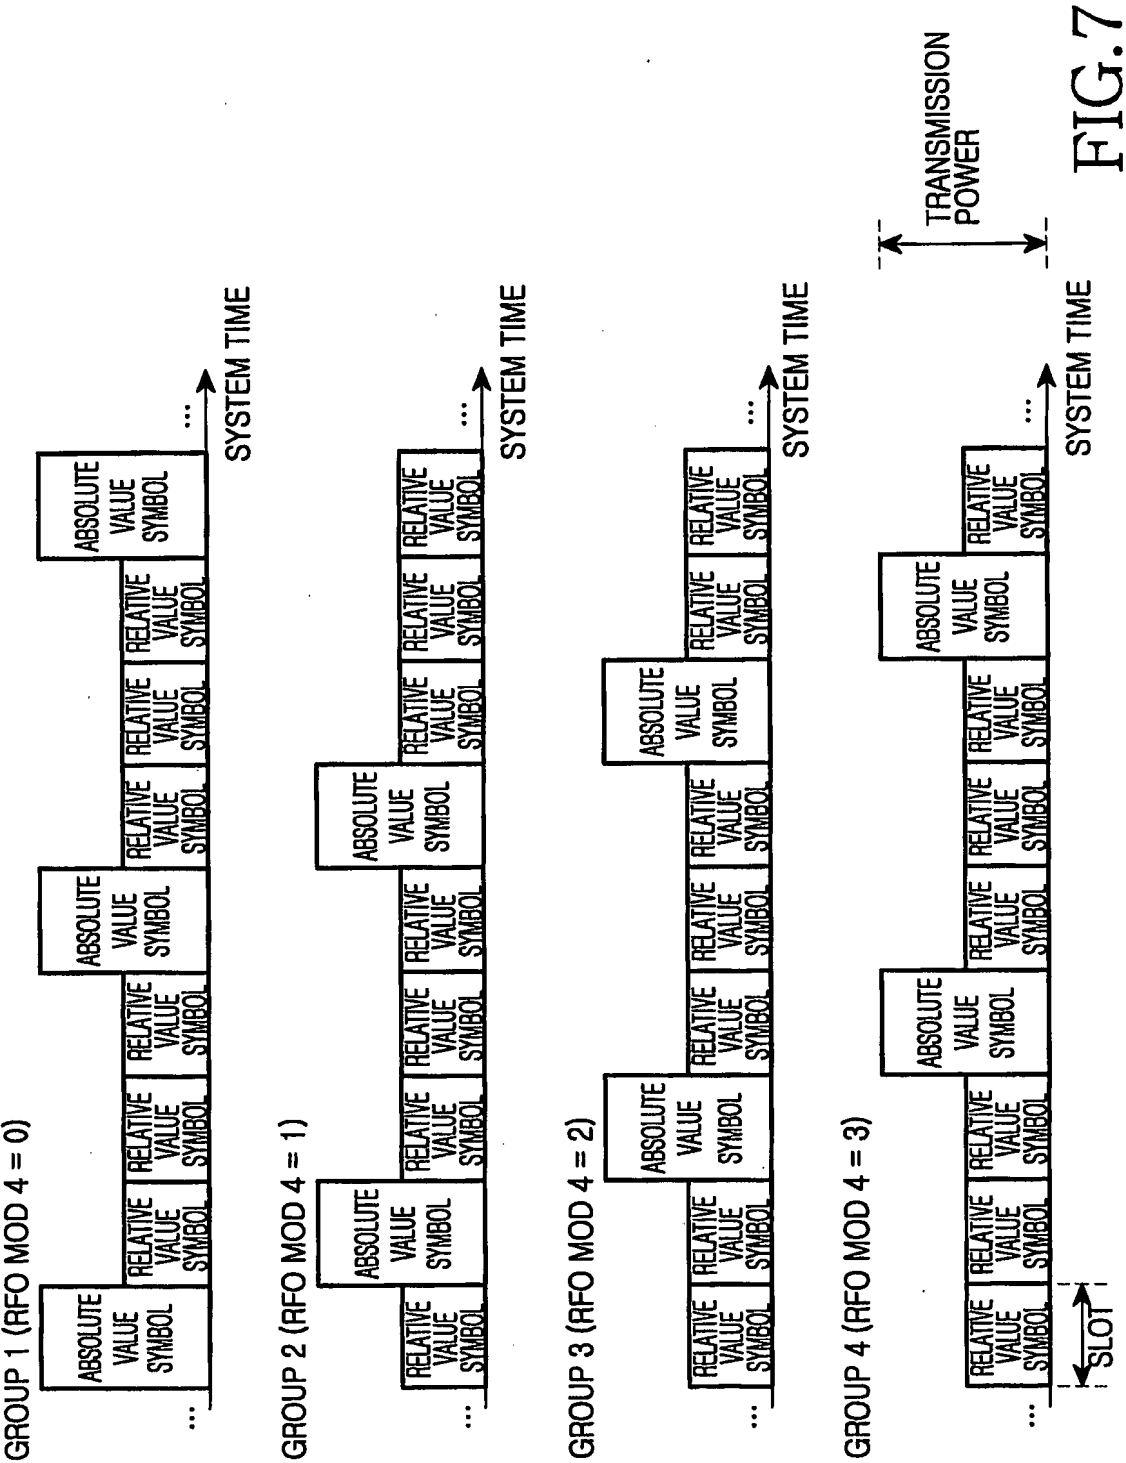 GROUP 1 (RFO MOD 4 = 0)
...
ABSOLUTE
VALUE
SYMBOL
RELATIVE
VALUE
SYMBOL
RELATIVE
VALUE
SYMBOL
RELATIVE
VALUE
SYMBOL
ABSOLUTE
VALUE
SYMBOL
RELATIVE
VALUE
SYMBOL
RELATIVE
VALUE
SYMBOL
RELATIVE
VALUE
SYMBOL
ABSOLUTE
VALUE
SYMBOL
...
SYSTEM TIME
GROUP 2 (RFO MOD 4 = 1)
...
RELATIVE
VALUE
SYMBOL
ABSOLUTE
VALUE
SYMBOL
RELATIVE
VALUE
SYMBOL
RELATIVE
VALUE
SYMBOL
RELATIVE
VALUE
SYMBOL
ABSOLUTE
VALUE
SYMBOL
RELATIVE
VALUE
SYMBOL
RELATIVE
VALUE
SYMBOL
RELATIVE
VALUE
SYMBOL
...
SYSTEM TIME
GROUP 3 (RFO MOD 4 = 2)
...
RELATIVE
VALUE
SYMBOL
RELATIVE
VALUE
SYMBOL
ABSOLUTE
VALUE
SYMBOL
RELATIVE
VALUE
SYMBOL
RELATIVE
VALUE
SYMBOL
RELATIVE
VALUE
SYMBOL
ABSOLUTE
VALUE
SYMBOL
RELATIVE
VALUE
SYMBOL
RELATIVE
VALUE
SYMBOL
...
SYSTEM TIME
GROUP 4 (RFO MOD 4 = 3)
...
RELATIVE
VALUE
SYMBOL
RELATIVE
VALUE
SYMBOL
RELATIVE
VALUE
SYMBOL
ABSOLUTE
VALUE
SYMBOL
RELATIVE
VALUE
SYMBOL
RELATIVE
VALUE
SYMBOL
RELATIVE
VALUE
SYMBOL
ABSOLUTE
VALUE
SYMBOL
RELATIVE
VALUE
SYMBOL
...
SYSTEM TIME
TRANSMISSION
POWER
SLOT
FIG.7